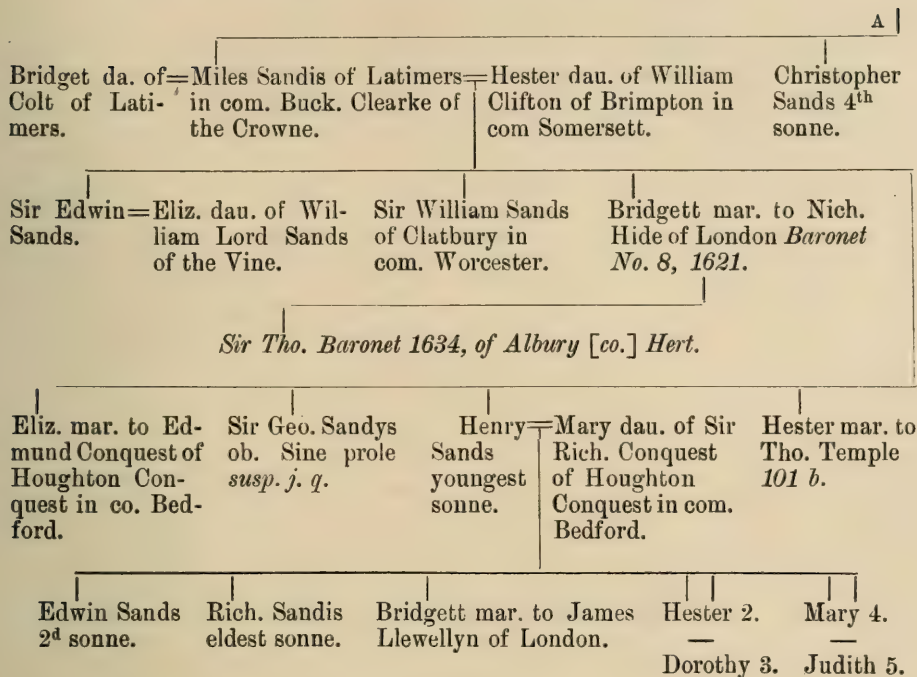 A
Bridget da. of=Miles Sandis of Latimers=Hester dau. of William Christopher
Colt of Lati- in com. Buck. Clearke of Clifton of Brimpton in Sands 4th
mers. the Crowne. com Somersett. sonne.
Sir Edwin=Eliz. dau. of Wil- Sir William Sands Bridgett mar. to Nich.
Sands. liam Lord Sands of Clatbury in Hide of London Baronet
of the Vine. com. Worcester. No. 8, 1621.
Sir Tho. Baronet 1634, of Albury [co.] Hert.
Eliz. mar. to Ed- Sir Geo. Sandys Henry=Mary dau. of Sir Hester mar. to
mund Conquest of ob. Sine prole Sands Rich. Conquest Tho. Temple
Houghton Con- susp. j. q. youngest of Houghton 101 b.
quest in co. Bed- sonne. Conquest in com.
ford. Bedford.
Edwin Sands Rich. Sandis Bridgett mar. to James Hester 2. Mary 4.
2d sonne. eldest sonne. Llewellyn of London. — —
Dorothy 3. Judith 5.